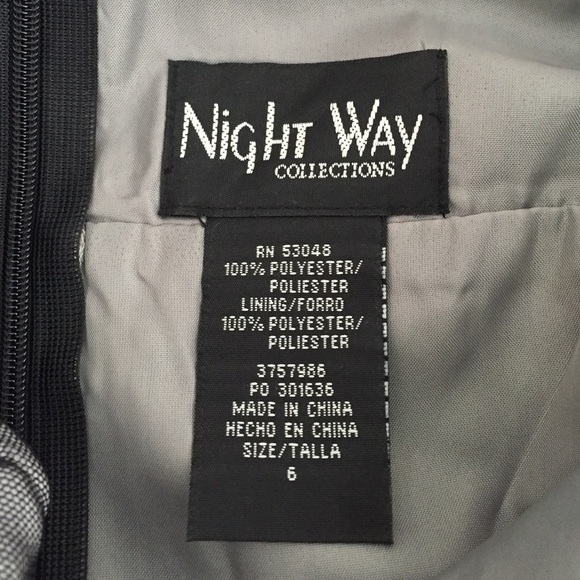 Night Way
COLLECTIONS
RN 53048
100% POLYESTER/
POLIESTER
LINING/FORRO
100% POLYESTER/
POLIESTER
3757986
PO 301636
MADE IN CHINA
HECHO EN CHINA
SIZE/TALLA
6